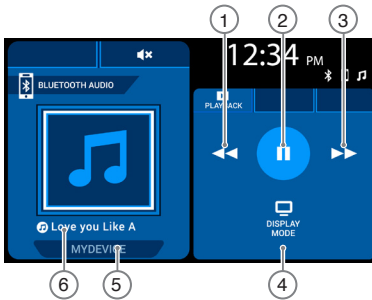 1
2
3
12:34 PM
BLUETOOTH AUDIO
PLAYBACK
DISPLAY
MODE
Love you Like A
MYDEVICE
6
5
4